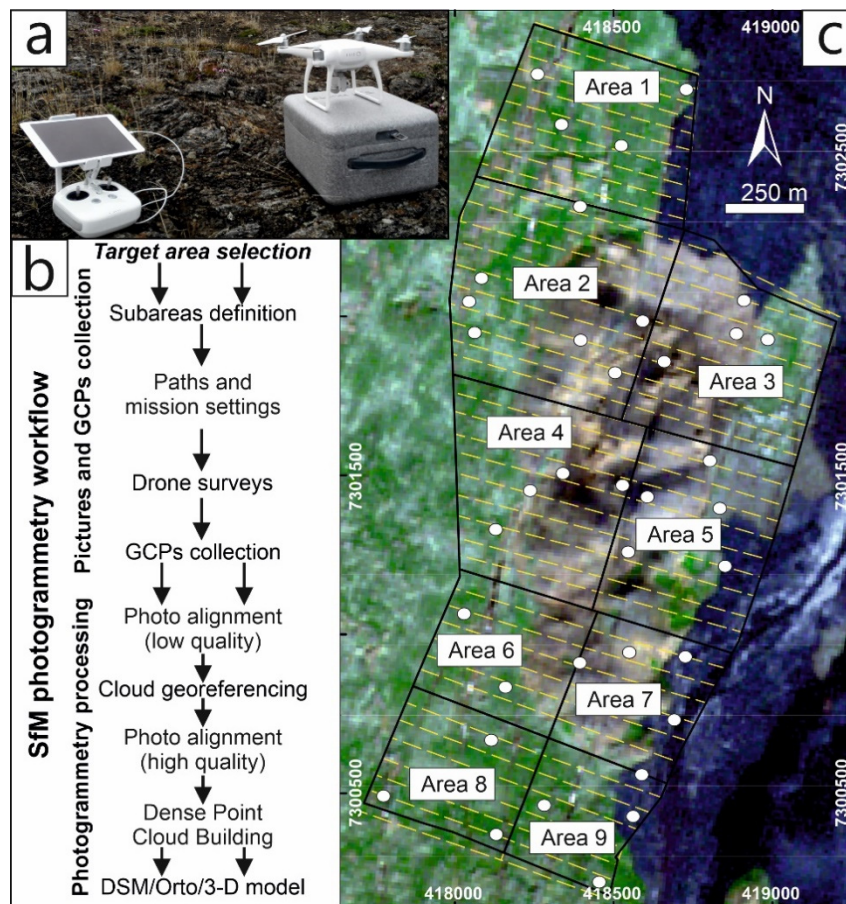 a
b
Target area selection
Subareas definition
Paths and
mission settings
Drone surveys
GCPs collection
Photo alignment
(low quality)
Cloud georeferencing
Photo alignment
(high quality)
Dense Point
Cloud Building
DSM/Orto/3-D model
SfM photogrammetry workflow
Pictures and GCPs collection
Photogrammetry processing
c
418500
419000
N
250 m
7302500
Area 1
Area 2
Area 3
Area 4
7301500
7301500
Area 5
Area 6
Area 7
Area 8
7300500
7300500
Area 9
418000
418500
419000